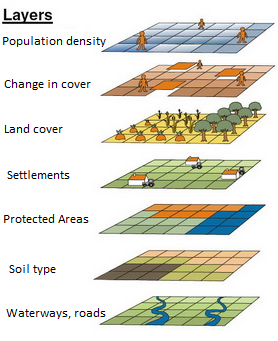 Layers
Population density
Change in cover
Land cover
Settlements
Protected Areas
Soil type
Waterways, roads